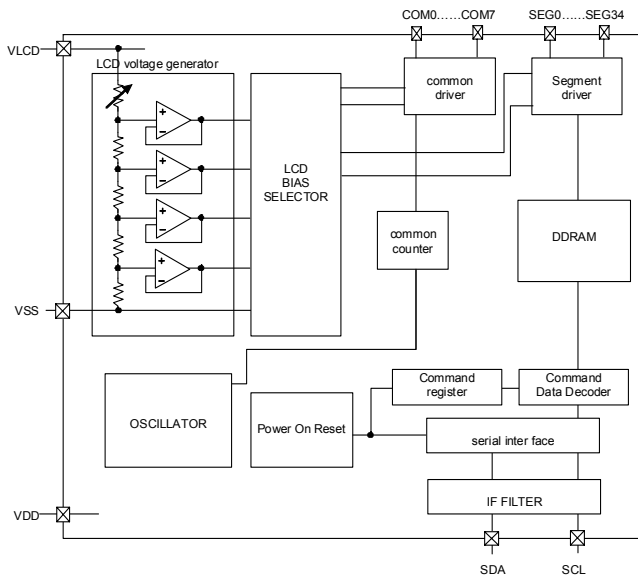 COM0......COM7 SEG0......SEG34
VLCD
LCD voltage generator
common
driver
Segment
driver
+
−
+
−
+
−
+
−
LCD
BIAS
SELECTOR
common
counter
DDRAM
VSS
OSCILLATOR
Power On Reset
Command
register
Command
Data Decoder
serial inter face
IF FILTER
VDD
SDA SCL